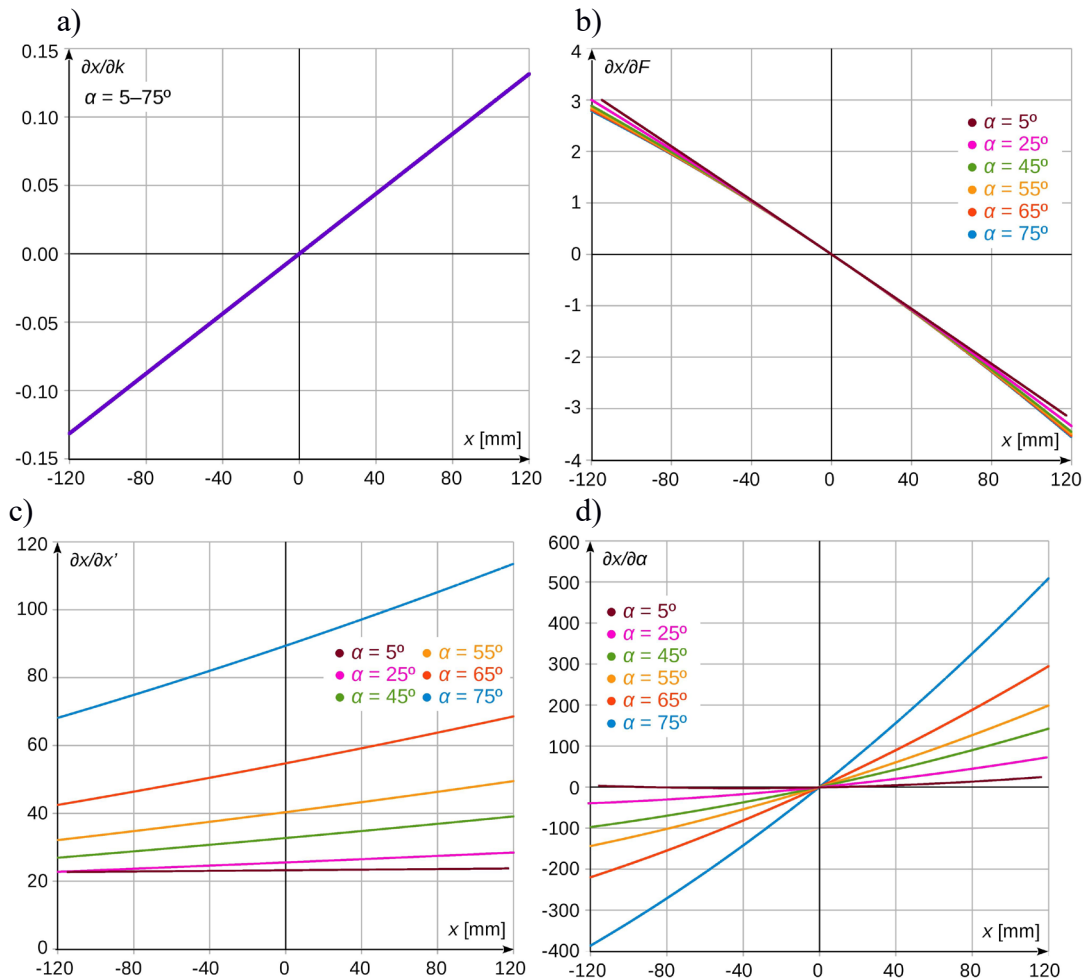 a)
0.15
0.10
0.05
0.00
-0.05
-0.10
-0.15
∂x/∂k
α = 5–75º
x [mm]
-120 -80 -40 0 40 80 120
b)
4
3
2
1
0
-1
-2
-3
-4
∂x/∂F
α = 5º
α = 25º
α = 45º
α = 55º
α = 65º
α = 75º
x [mm]
-120 -80 -40 0 40 80 120
c)
120
100
80
60
40
20
0
∂x/∂x’
α = 5º α = 55º
α = 25º α = 65º
α = 45º α = 75º
x [mm]
-120 -80 -40 0 40 80 120
d)
600
500
400
300
200
100
0
-100
-200
-300
-400
∂x/∂α
α = 5º
α = 25º
α = 45º
α = 55º
α = 65º
α = 75º
x [mm]
-120 -80 -40 0 40 80 120